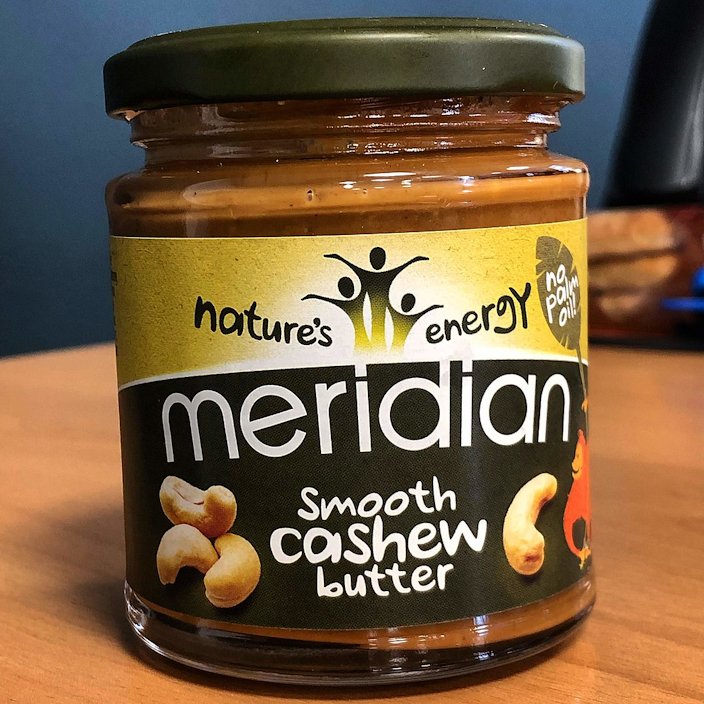 nature's energy
no
palm
oil!
meridian
Smooth
cashew
butter